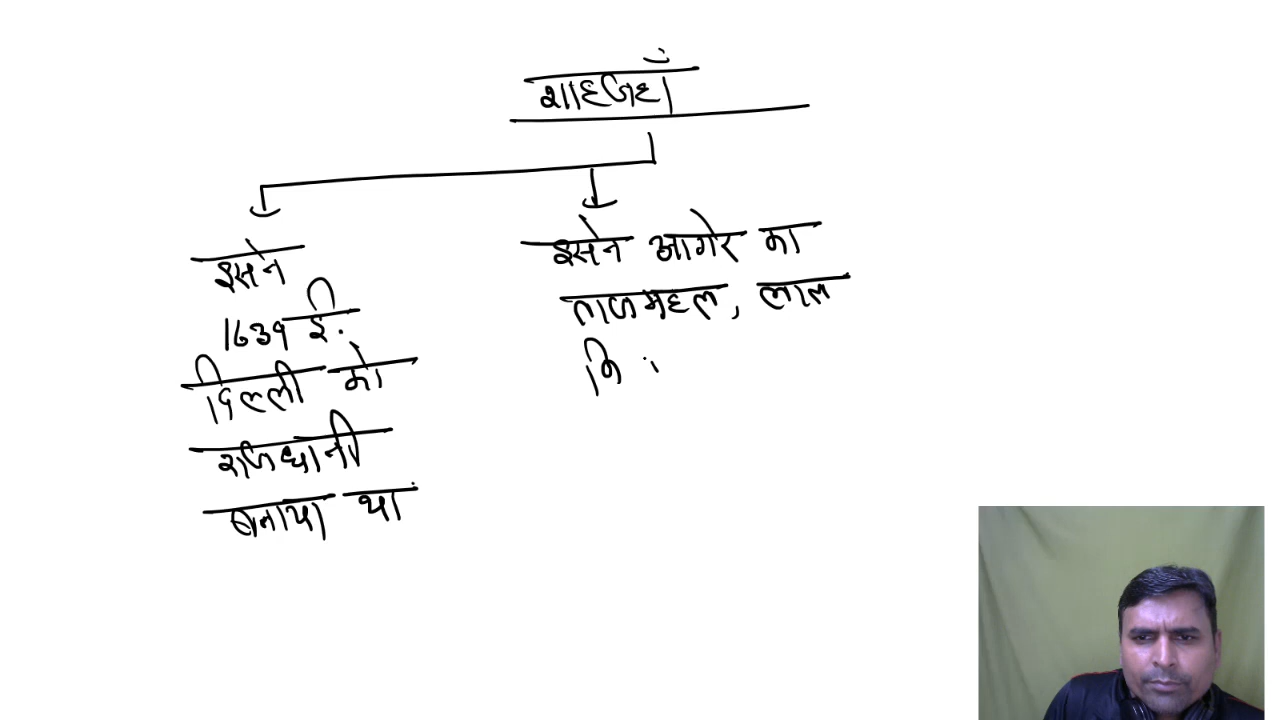 शाहजहाँ
इसने
1639 ई.
दिल्ली को
राजधानी
बनाया था
इसने आगरे का
ताजमहल, लाल
कि